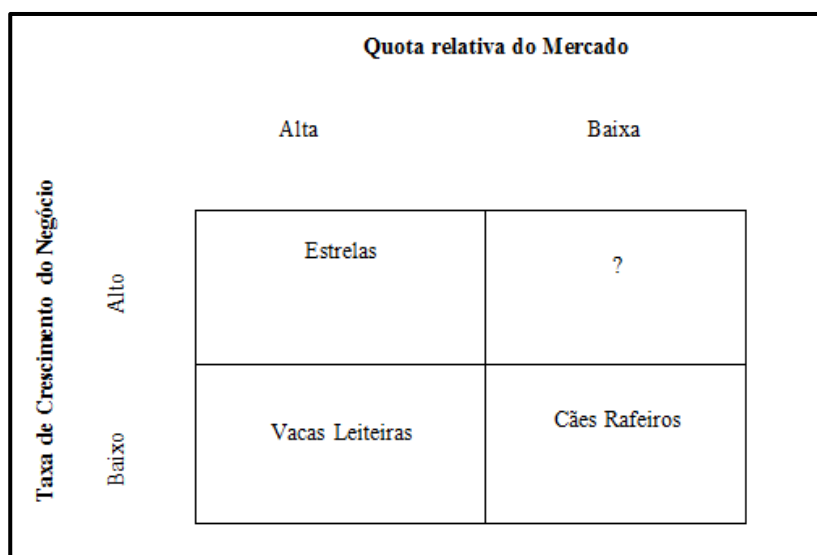 Quota relativa do Mercado
Alta
Baixa
Taxa de Crescimento do Negócio
Alto
Estrelas
?
Baixo
Vacas Leiteiras
Cães Rafeiros